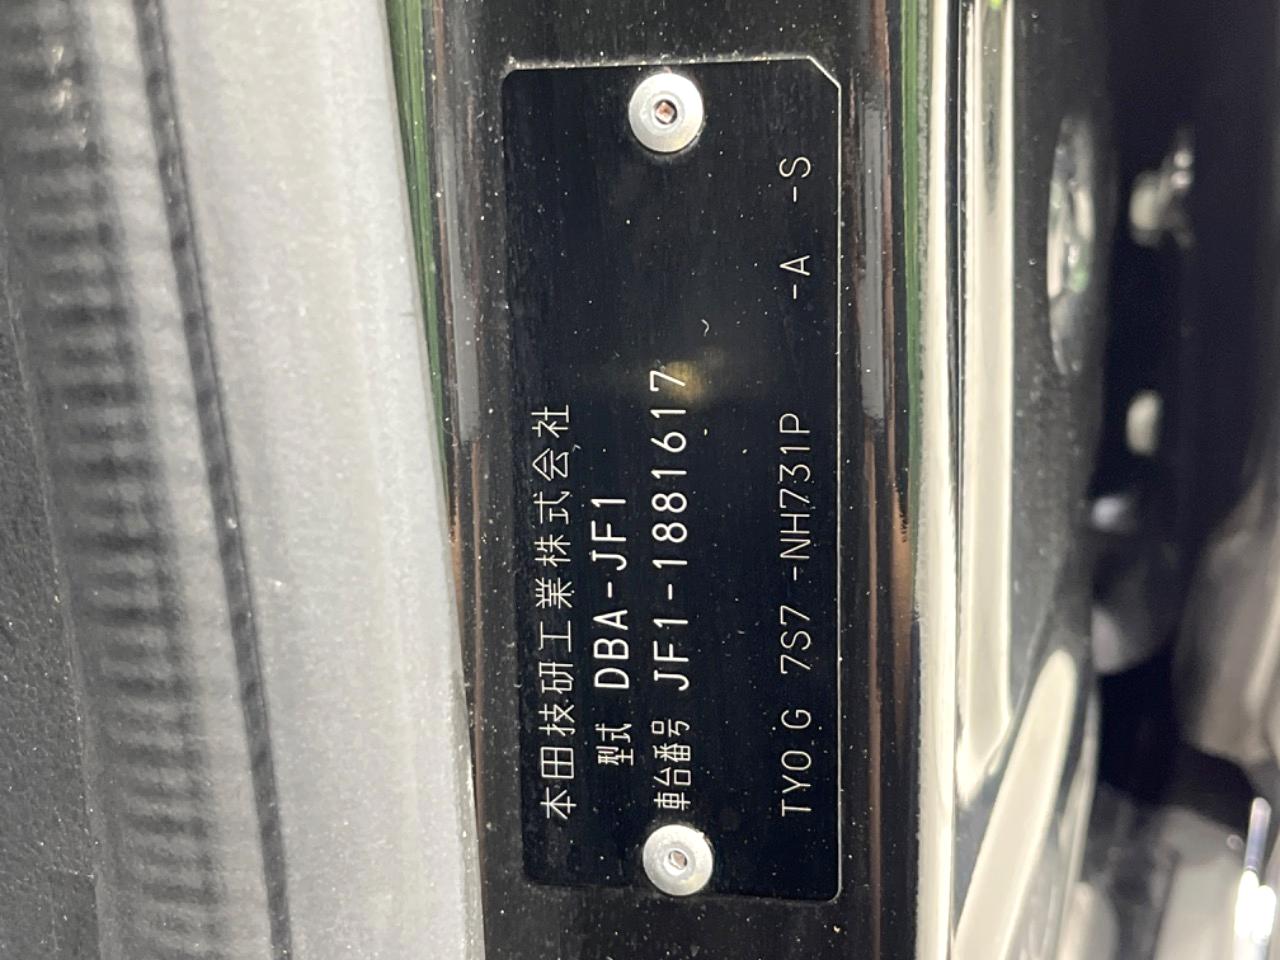 本田技研工業株式会社
型式 DBA-JF1
車台番号 JF1-1881617
TY0 G 7S7 -NH731P -A -S